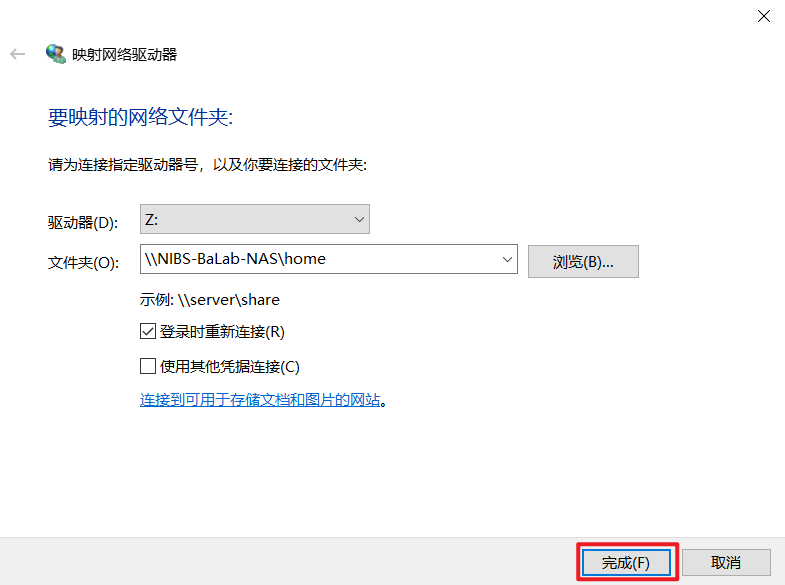 映射网络驱动器
要映射的网络文件夹:
请为连接指定驱动器号，以及你要连接的文件夹:
驱动器(D): Z:
文件夹(O): \\NIBS-BaLab-NAS\home 浏览(B)...
示例: \\server\share
登录时重新连接(R)
使用其他凭据连接(C)
连接到可用于存储文档和图片的网站。
完成(F) 取消